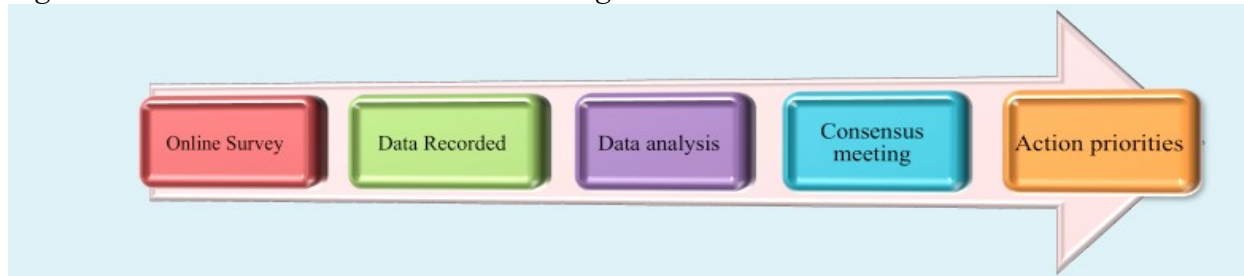 Online Survey
Data Recorded
Data analysis
Consensus
meeting
Action priorities